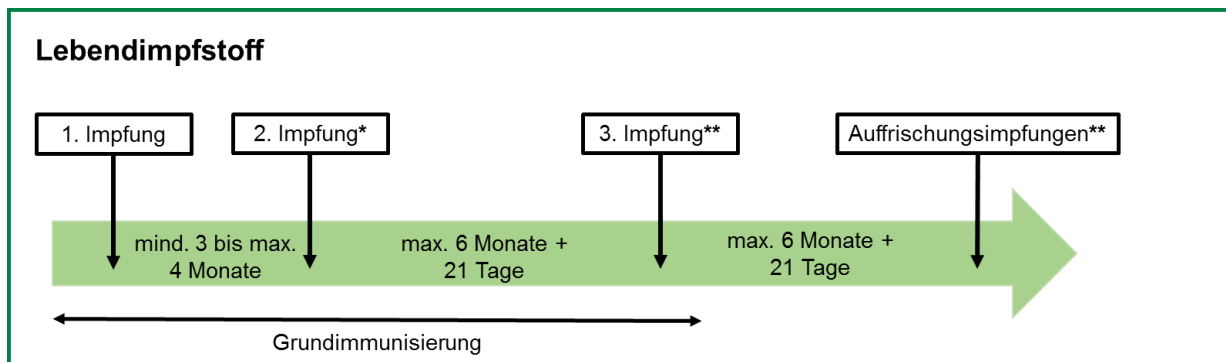 Lebendimpfstoff
1. Impfung
2. Impfung*
3. Impfung**
Auffrischungsimpfungen**
mind. 3 bis max.
4 Monate
max. 6 Monate +
21 Tage
max. 6 Monate +
21 Tage
Grundimmunisierung